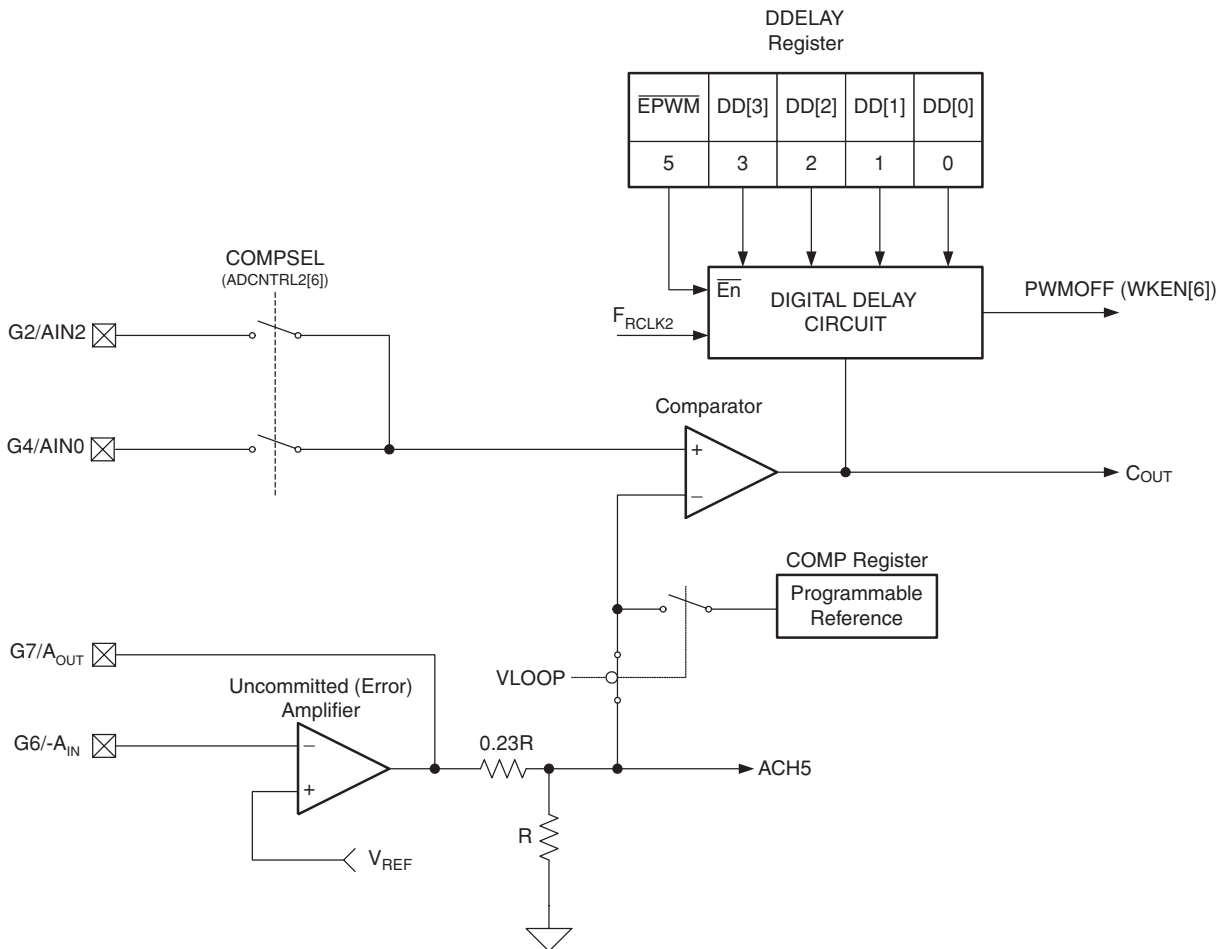 DDELAY
Register
EPWM DD[3] DD[2] DD[1] DD[0]
5 3 2 1 0
COMPSEL
(ADCNTRL2[6])
En
DIGITAL DELAY
CIRCUIT
PWMOFF (WKEN[6])
FRCLK2
G2/AIN2
Comparator
G4/AIN0
+
–
COUT
COMP Register
Programmable
Reference
G7/AOUT
VLOOP
Uncommitted (Error)
Amplifier
G6/-AIN
–
+
0.23R
ACH5
R
VREF